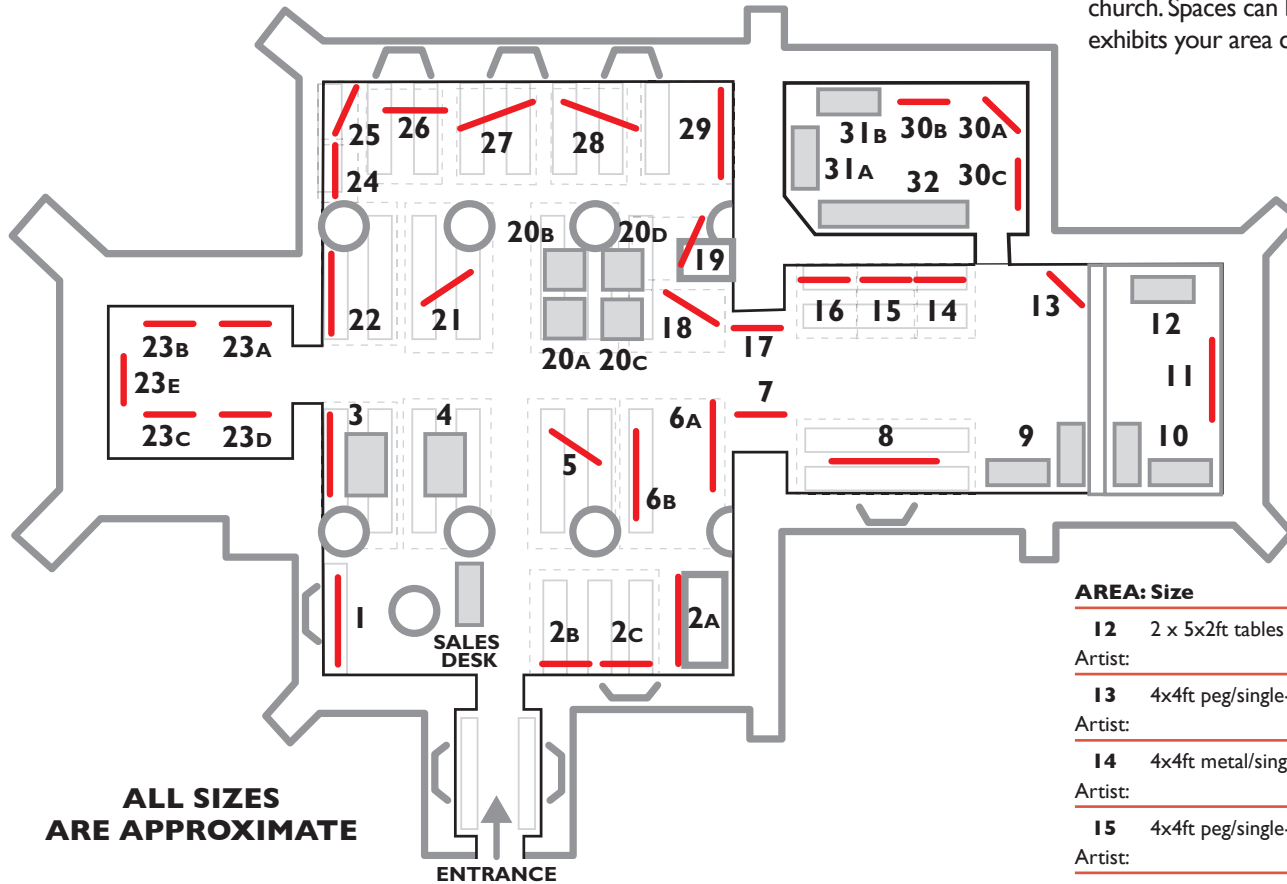 church. Spaces can
exhibits your area
25
26
27
28
29
31B
30B
30A
31A
32
30C
24
20B
20D
19
22
21
18
16
15
14
13
12
23B
23A
20A
20C
17
11
23E
7
23C
23D
3
4
6A
8
9
10
5
6B
1
2B
2C
2A
SALES
DESK
ALL SIZES
ARE APPROXIMATE
ENTRANCE
AREA: Size
12 2 x 5x2ft tables
Artist:
13 4x4ft peg/single-
Artist:
14 4x4ft metal/sing
Artist:
15 4x4ft peg/single-
Artist: